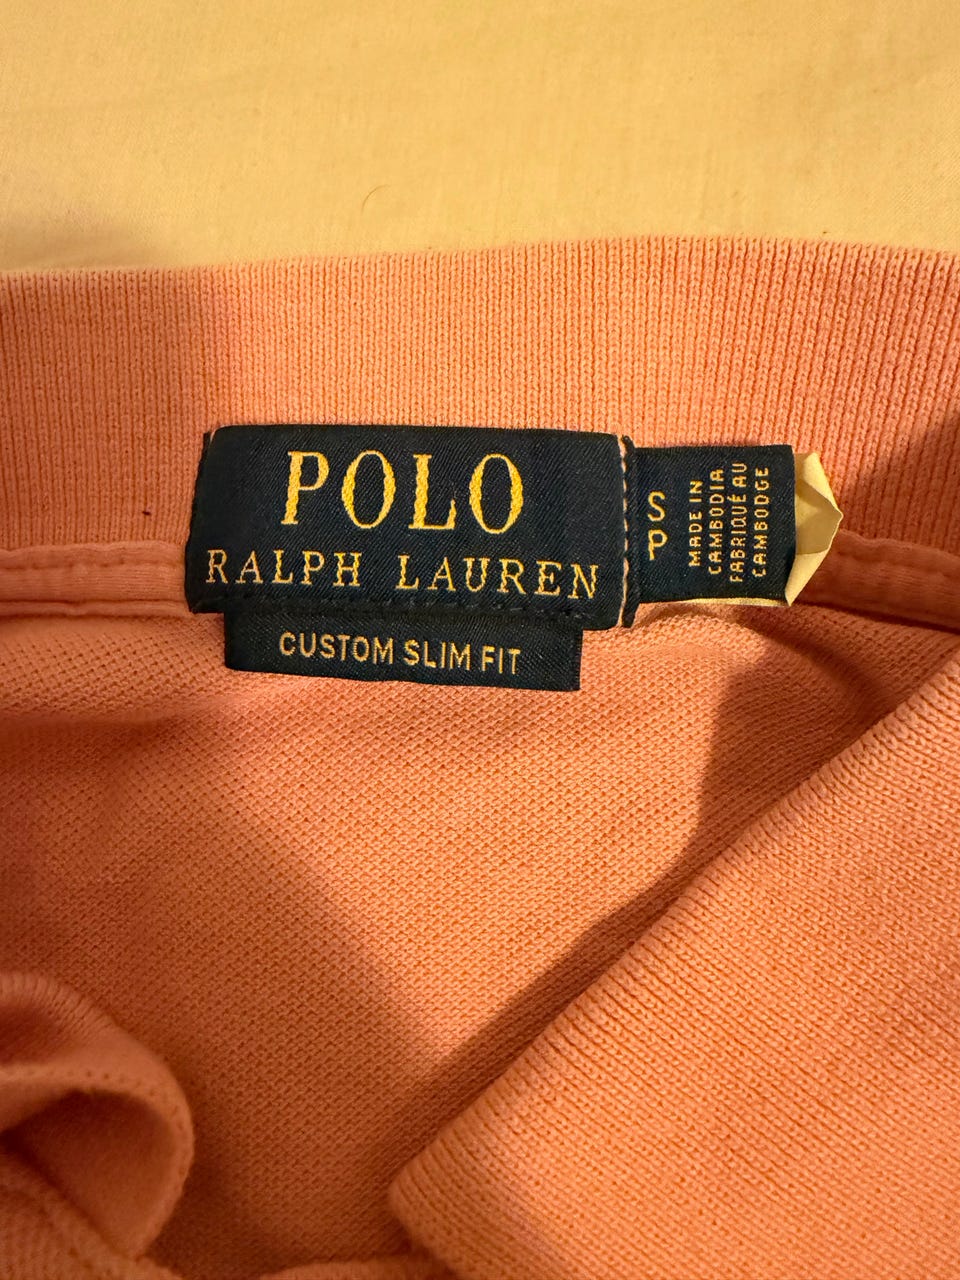 POLO
RALPH LAUREN
CUSTOM SLIM FIT
S
P
MADE IN
CAMBODIA
FABRIQUÉ AU
CAMBODGE